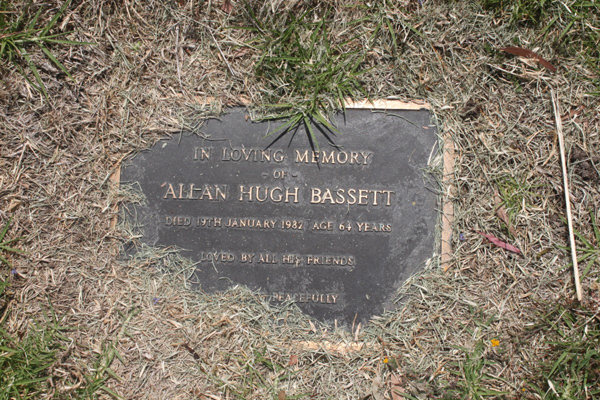 IN LOVING MEMORY
- OF -
ALLAN HUGH BASSETT
DIED 19TH JANUARY 1987 AGE 64 YEARS
LOVED BY ALL HIS FRIENDS
PEACEFULLY